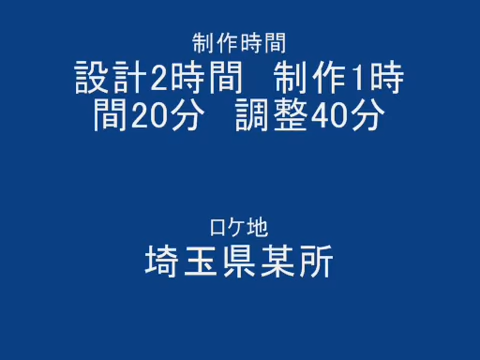 制作時間
設計2時間　制作1時
間20分　調整40分
ロケ地
埼玉県某所